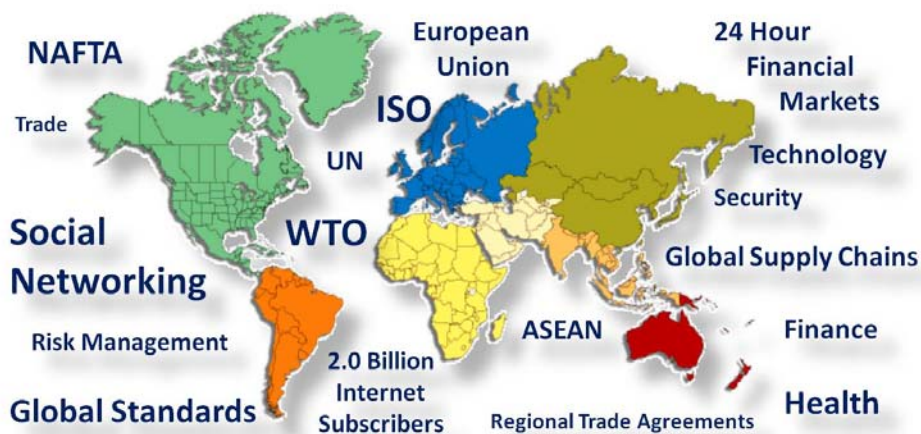 NAFTA
European
Union
24 Hour
Financial
Markets
ISO
Trade
UN
Technology
Security
Social
Networking
WTO
Global Supply Chains
Risk Management
ASEAN
Finance
2.0 Billion
Internet
Subscribers
Global Standards
Regional Trade Agreements
Health